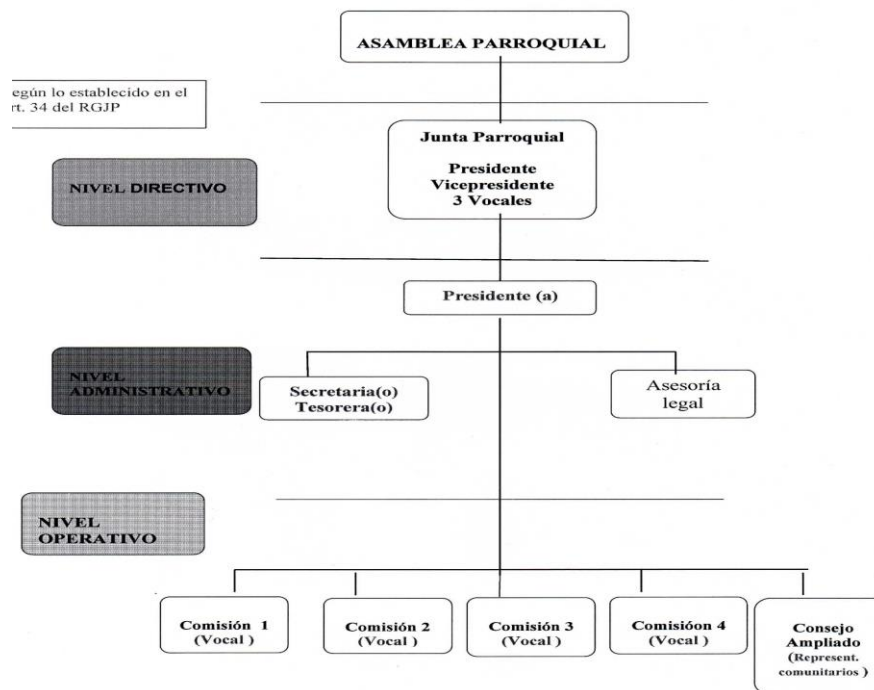 ASAMBLEA PARROQUIAL
egún lo establecido en el
rt. 34 del RGJP
Junta Parroquial
Presidente
Vicepresidente
3 Vocales
NIVEL DIRECTIVO
Presidente (a)
NIVEL
ADMINISTRATIVO
Secretaria(o)
Tesorera(o)
Asesoría
legal
NIVEL
OPERATIVO
Comisión 1
(Vocal )
Comisión 2
(Vocal )
Comisión 3
(Vocal )
Comisióon 4
(Vocal )
Consejo
Ampliado
(Represent.
comunitarios )